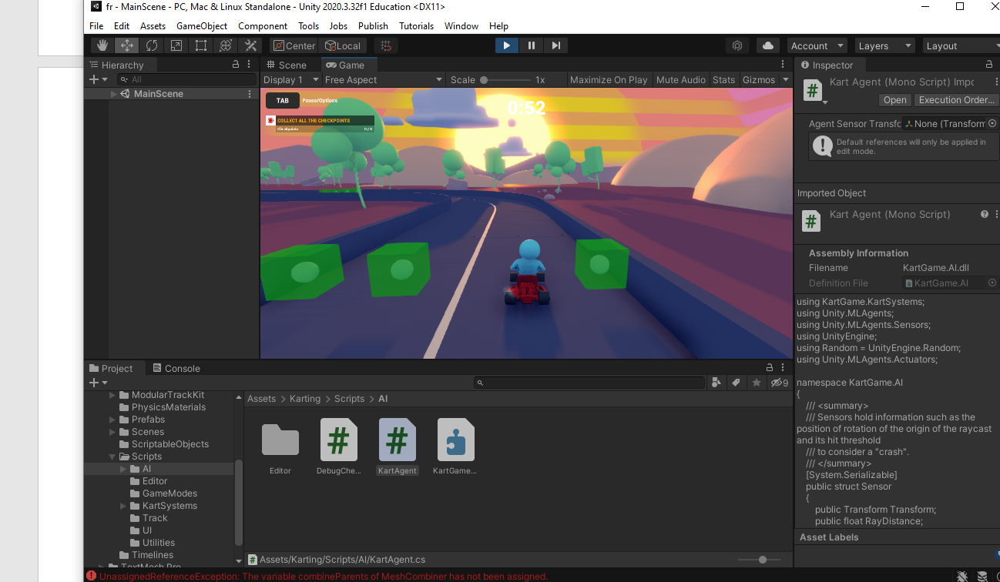 fr - MainScene - PC, Mac & Linux Standalone - Unity 2020.3.32f1 Education <DX11>
File Edit Assets GameObject Component Tools Jobs Publish Tutorials Window Help
Center Local Account Layers Layout
Hierarchy
All
MainScene
Scene Game
Display 1 Free Aspect Scale 1x Maximize On Play Mute Audio Stats Gizmos
TAB Pause/Options
0:52
COLLECT ALL THE CHECKPOINTS
Checkpoints 0 / 3
Inspector
Kart Agent (Mono Script) Impo
Open Execution Order...
Agent Sensor Transfo None (Transform
Default references will only be applied in
edit mode.
Imported Object
Kart Agent (Mono Script)
Assembly Information
Filename KartGame.AI.dll
Definition File KartGame.AI
using KartGame.KartSystems;
using Unity.MLAgents;
using Unity.MLAgents.Sensors;
using UnityEngine;
using Random = UnityEngine.Random;
using Unity.MLAgents.Actuators;
namespace KartGame.AI
{
/// <summary>
/// Sensors hold information such as the
position of rotation of the origin of the raycast
and its hit threshold
/// to consider a "crash".
/// </summary>
[System.Serializable]
public struct Sensor
{
public Transform Transform;
public float RayDistance;
Asset Labels
Project Console
9
ModularTrackKit
PhysicsMaterials
Prefabs
Scenes
ScriptableObjects
Scripts
AI
Editor
GameModes
KartSystems
Track
UI
Utilities
Timelines
TextMesh Pro
Assets > Karting > Scripts > AI
Editor
DebugChe...
KartAgent
KartGame...
Assets/Karting/Scripts/AI/KartAgent.cs
UnassignedReferenceException: The variable combineParents of MeshCombiner has not been assigned.